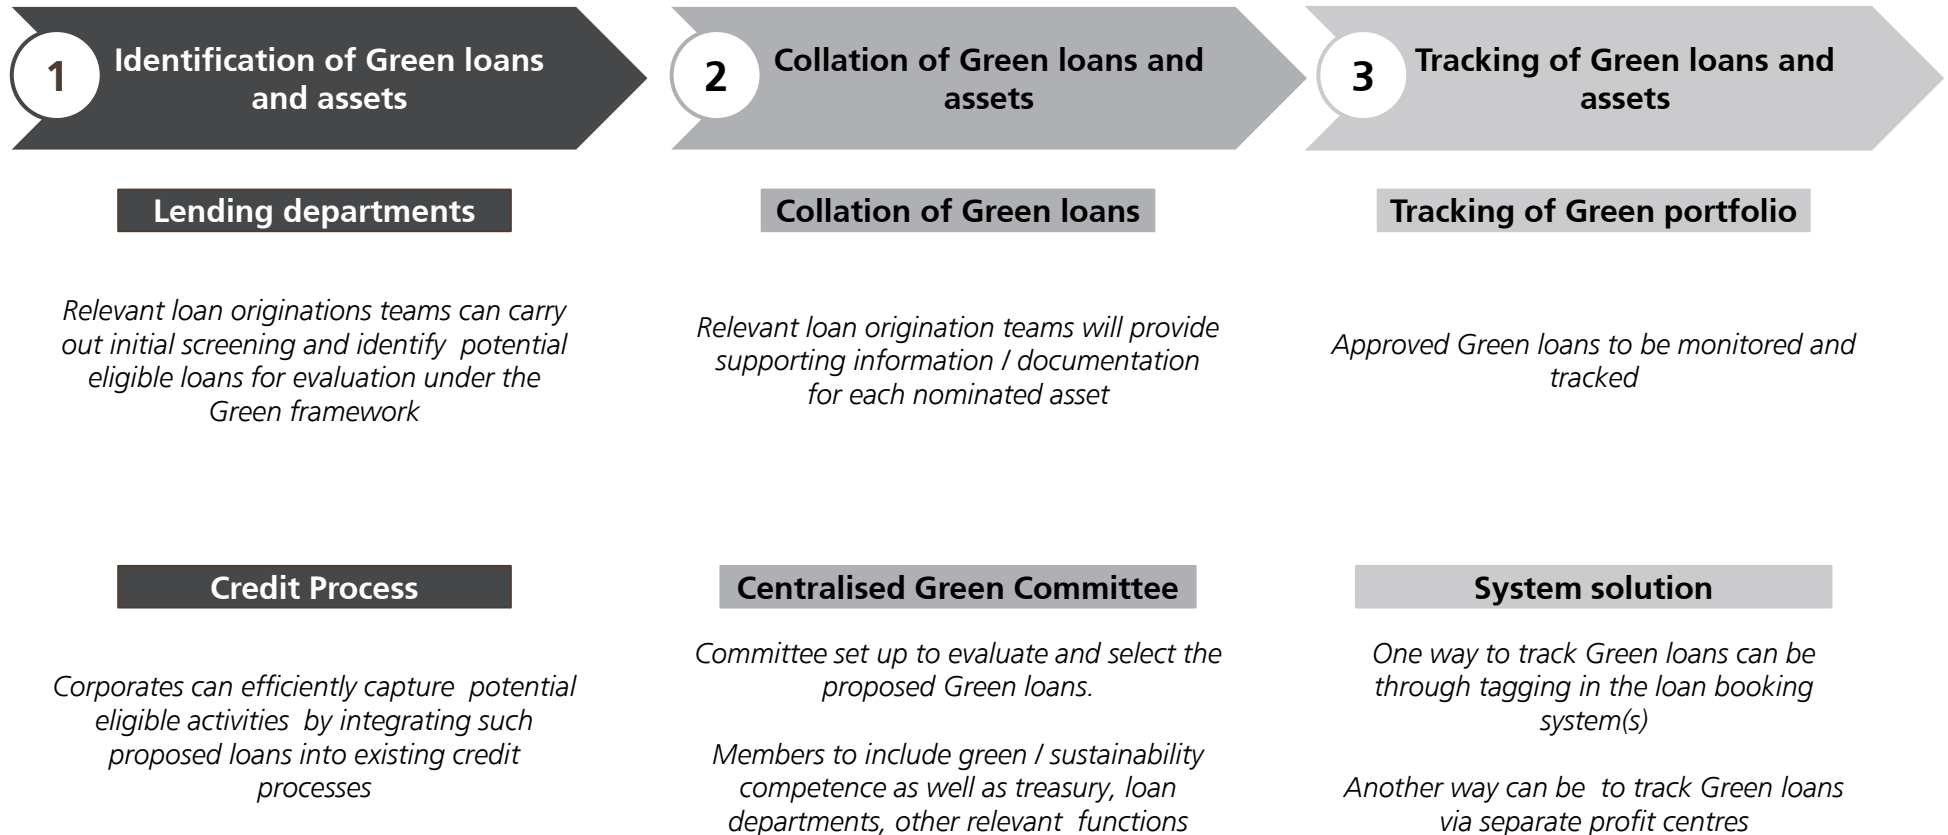 1
Identification of Green loans
and assets
2
Collation of Green loans and
assets
3
Tracking of Green loans and
assets
Lending departments
Relevant loan originations teams can carry
out initial screening and identify potential
eligible loans for evaluation under the
Green framework
Credit Process
Corporates can efficiently capture potential
eligible activities by integrating such
proposed loans into existing credit
processes
Collation of Green loans
Relevant loan origination teams will provide
supporting information / documentation
for each nominated asset
Centralised Green Committee
Committee set up to evaluate and select the
proposed Green loans.
Members to include green / sustainability
competence as well as treasury, loan
departments, other relevant functions
Tracking of Green portfolio
Approved Green loans to be monitored and
tracked
System solution
One way to track Green loans can be
through tagging in the loan booking
system(s)
Another way can be to track Green loans
via separate profit centres